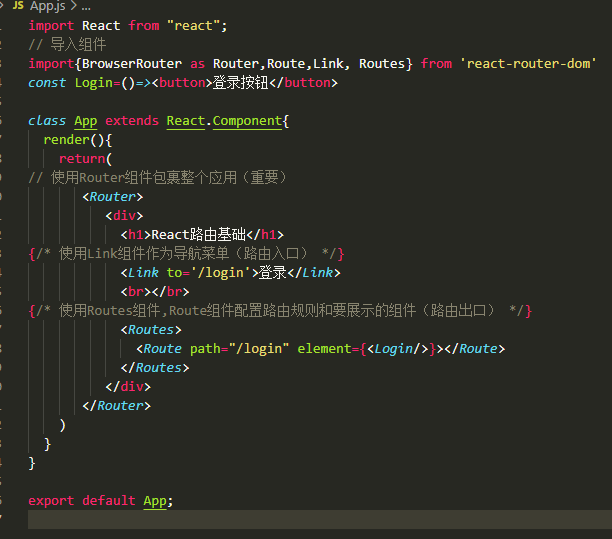 JS App.js > ...
import React from "react";
// 导入组件
import{BrowserRouter as Router,Route,Link, Routes} from 'react-router-dom'
const Login=()=><button>登录按钮</button>
class App extends React.Component{
render(){
return(
// 使用Router组件包裹整个应用（重要）
<Router>
<div>
<h1>React路由基础</h1>
{/* 使用Link组件作为导航菜单（路由入口） */}
<Link to='/login'>登录</Link>
<br></br>
{/* 使用Routes组件,Route组件配置路由规则和要展示的组件（路由出口） */}
<Routes>
<Route path="/login" element={<Login/>}></Route>
</Routes>
</div>
</Router>
)
}
}
export default App;